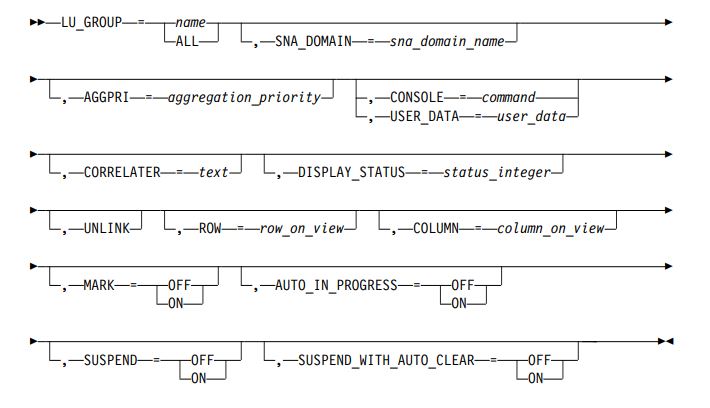 LU_GROUP = name , SNA_DOMAIN = sna_domain_name
ALL
, AGGPRI = aggregation_priority , CONSOLE = command
, USER_DATA = user_data
, CORRELATER = text , DISPLAY_STATUS = status_integer
, UNLINK , ROW = row_on_view , COLUMN = column_on_view
, MARK = OFF , AUTO_IN_PROGRESS = OFF
ON ON
, SUSPEND = OFF , SUSPEND_WITH_AUTO_CLEAR = OFF
ON ON